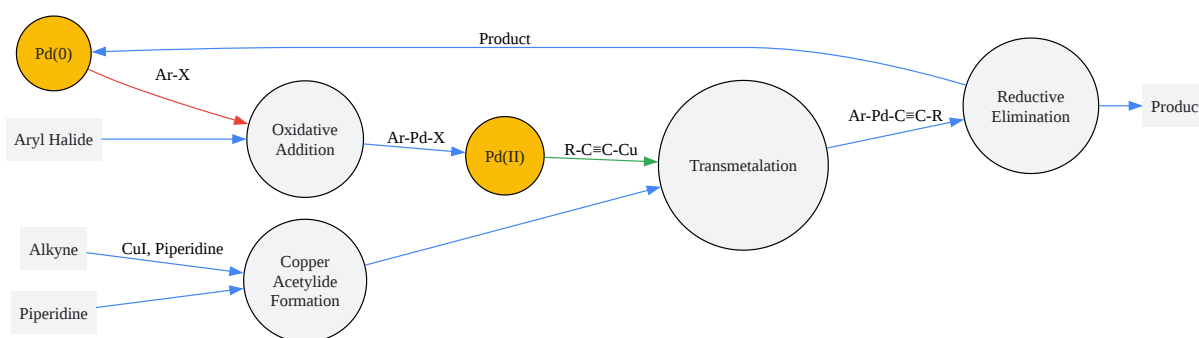 Product
Pd(0)
Ar-X
Aryl Halide
Oxidative
Addition
Ar-Pd-X
Pd(II)
R-C≡C-Cu
Transmetalation
Ar-Pd-C≡C-R
Reductive
Elimination
Product
Alkyne
CuI, Piperidine
Piperidine
Copper
Acetylide
Formation